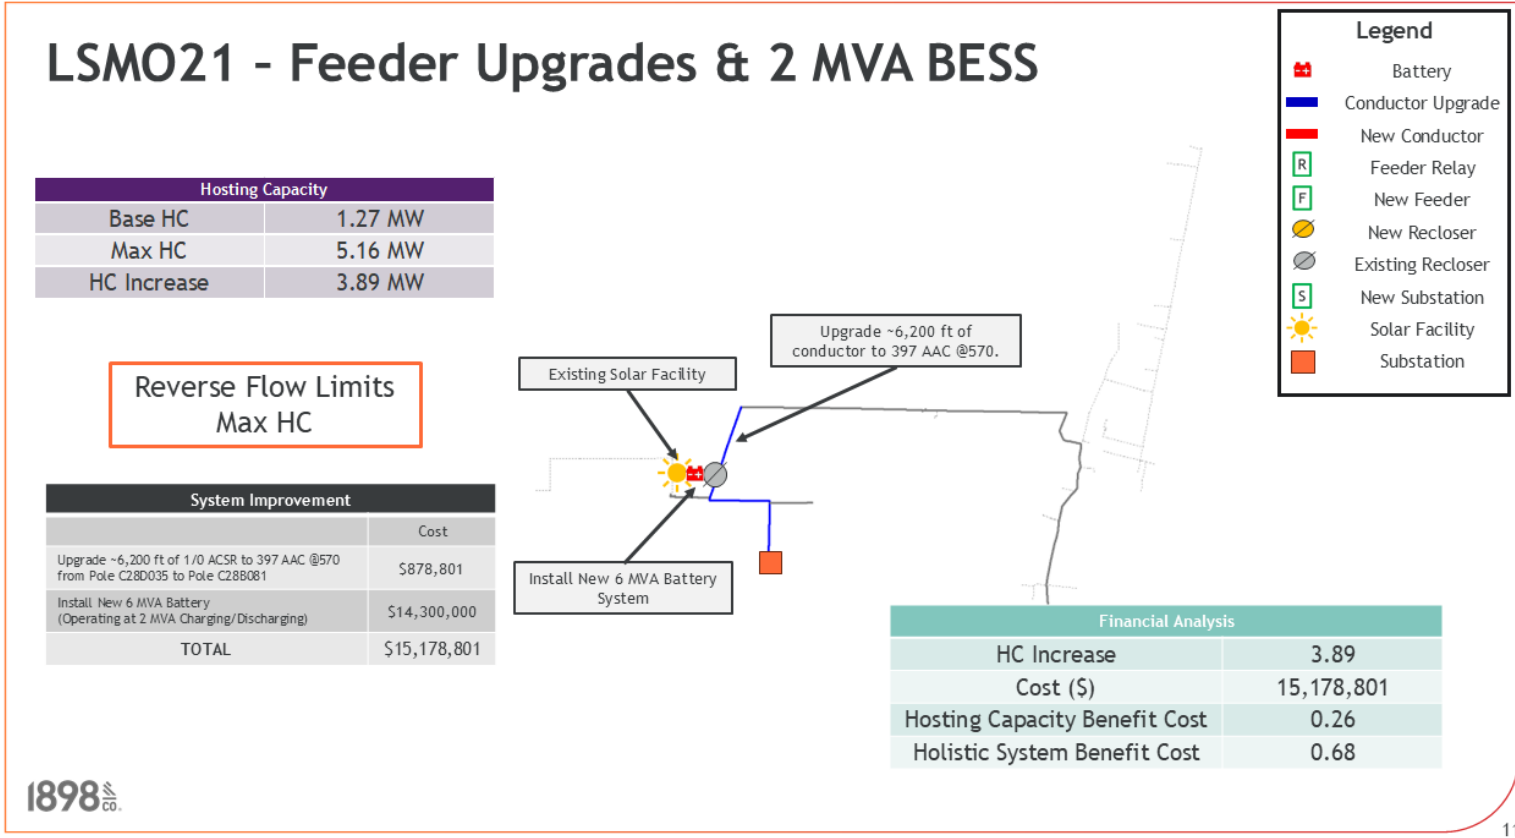 LSMO21 - Feeder Upgrades & 2 MVA BESS
Legend
Battery
Conductor Upgrade
New Conductor
R Feeder Relay
F New Feeder
New Recloser
Existing Recloser
S New Substation
Solar Facility
Substation
Hosting Capacity
Base HC 1.27 MW
Max HC 5.16 MW
HC Increase 3.89 MW
Reverse Flow Limits
Max HC
Upgrade ~6,200 ft of
conductor to 397 AAC @570.
Existing Solar Facility
Install New 6 MVA Battery
System
System Improvement
Cost
Upgrade ~6,200 ft of 1/0 ACSR to 397 AAC @570
from Pole C28D035 to Pole C28B081
$878,801
Install New 6 MVA Battery
(Operating at 2 MVA Charging/Discharging)
$14,300,000
TOTAL $15,178,801
Financial Analysis
HC Increase 3.89
Cost ($) 15,178,801
Hosting Capacity Benefit Cost 0.26
Holistic System Benefit Cost 0.68
1898 & CO.